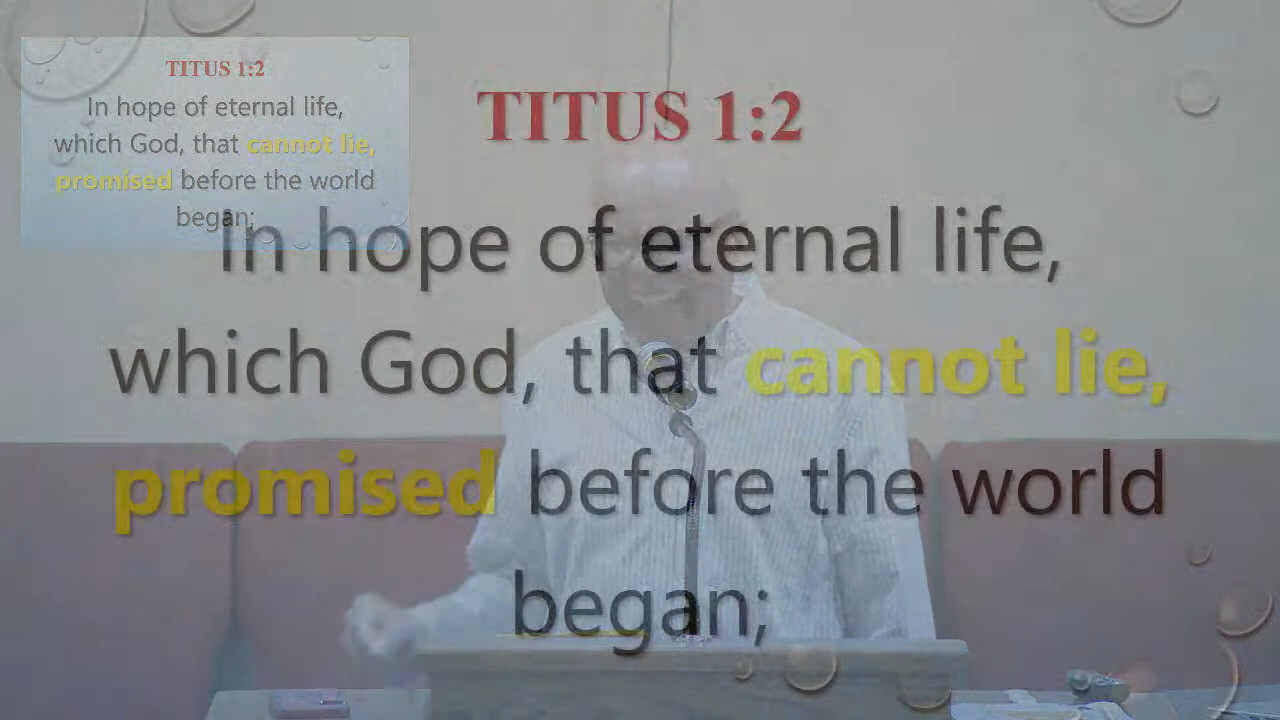 TITUS 1:2
In hope of eternal life,
which God, that cannot lie,
promised before the world
began;
TITUS 1:2
In hope of eternal life,
which God, that cannot lie,
promised before the world
began;